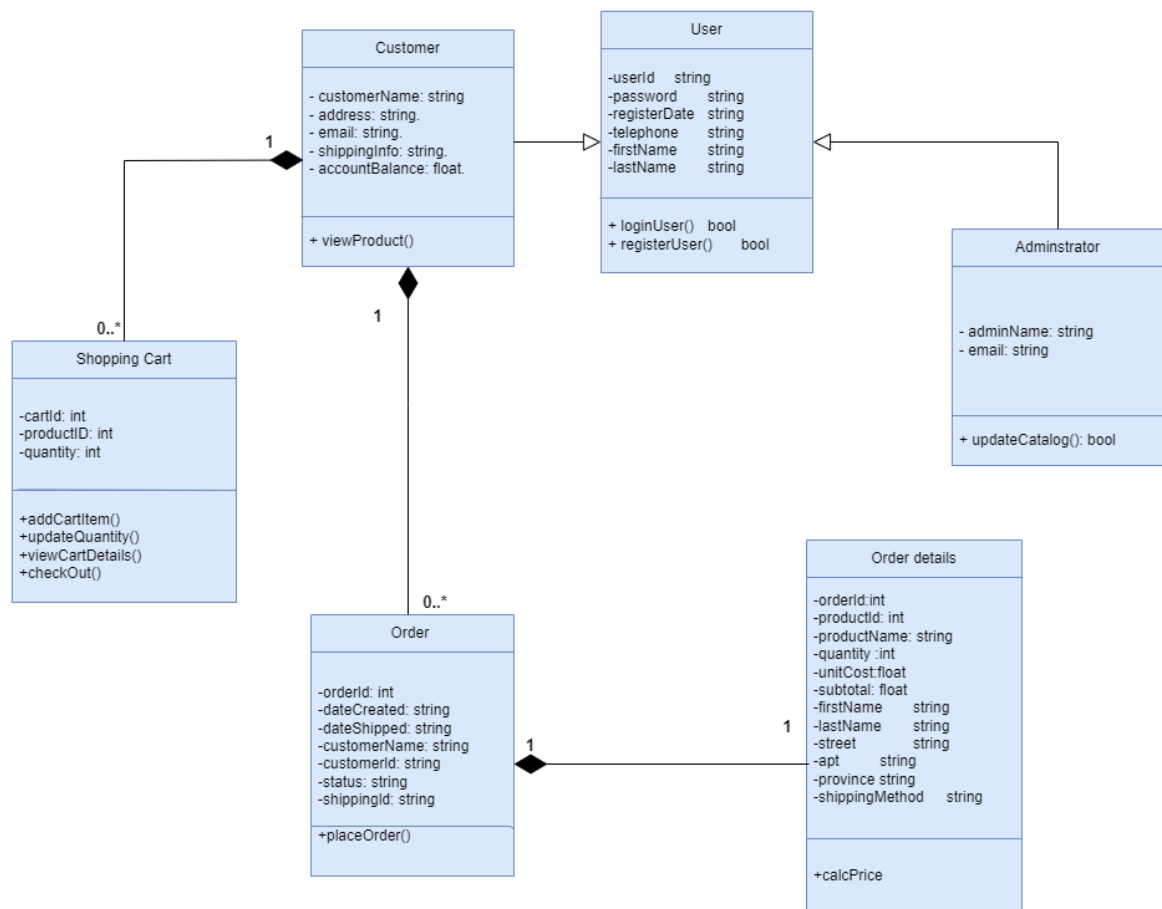 Customer
- customerName: string
- address: string.
- email: string.
- shippingInfo: string.
- accountBalance: float.
+ viewProduct()
User
-userId string
-password string
-registerDate string
-telephone string
-firstName string
-lastName string
+ loginUser() bool
+ registerUser() bool
Adminstrator
- adminName: string
- email: string
+ updateCatalog(): bool
1
0..*
Shopping Cart
-cartId: int
-productID: int
-quantity: int
+addCartItem()
+updateQuantity()
+viewCartDetails()
+checkOut()
1
0..*
Order
-orderId: int
-dateCreated: string
-dateShipped: string
-customerName: string
-customerId: string
-status: string
-shippingId: string
+placeOrder()
1
1
Order details
-orderId:int
-productId: int
-productName: string
-quantity :int
-unitCost:float
-subtotal: float
-firstName string
-lastName string
-street string
-apt string
-province string
-shippingMethod string
+calcPrice